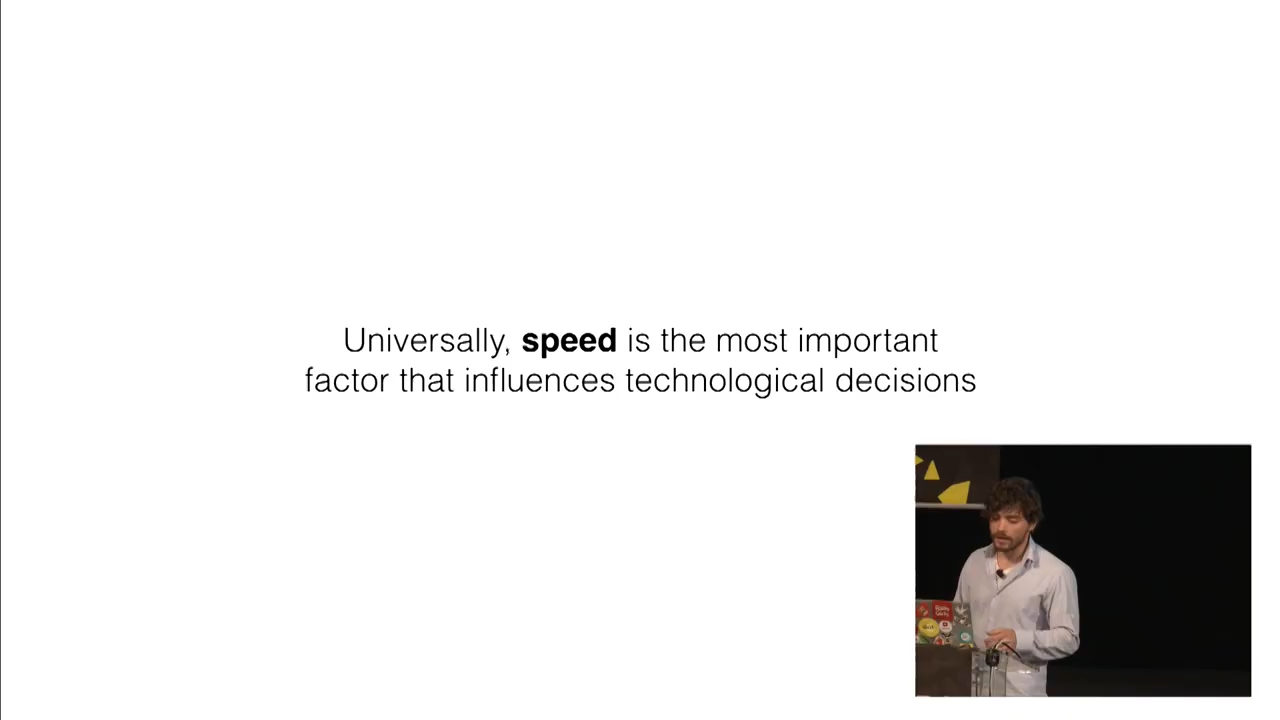 Universally, speed is the most important
factor that influences technological decisions